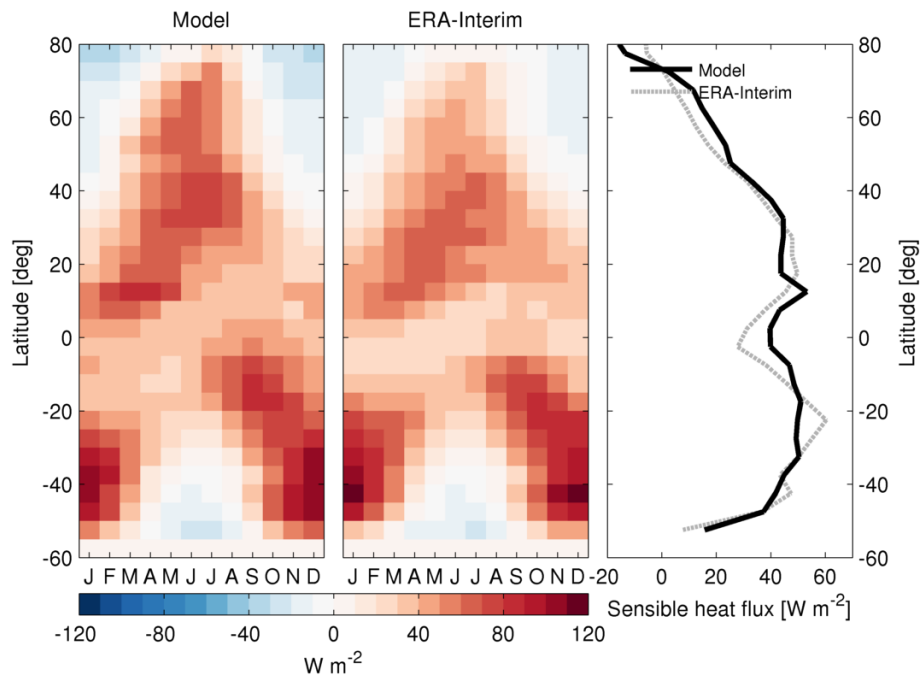 Model
ERA-Interim
80
60
40
20
0
-20
-40
-60
Latitude [deg]
J F M A M J J A S O N D
J F M A M J J A S O N D
-120 -80 -40 0 40 80 120
W m-2
Model
ERA-Interim
80
60
40
20
0
-20
-40
-60
Latitude [deg]
-20 0 20 40 60
Sensible heat flux [W m-2]